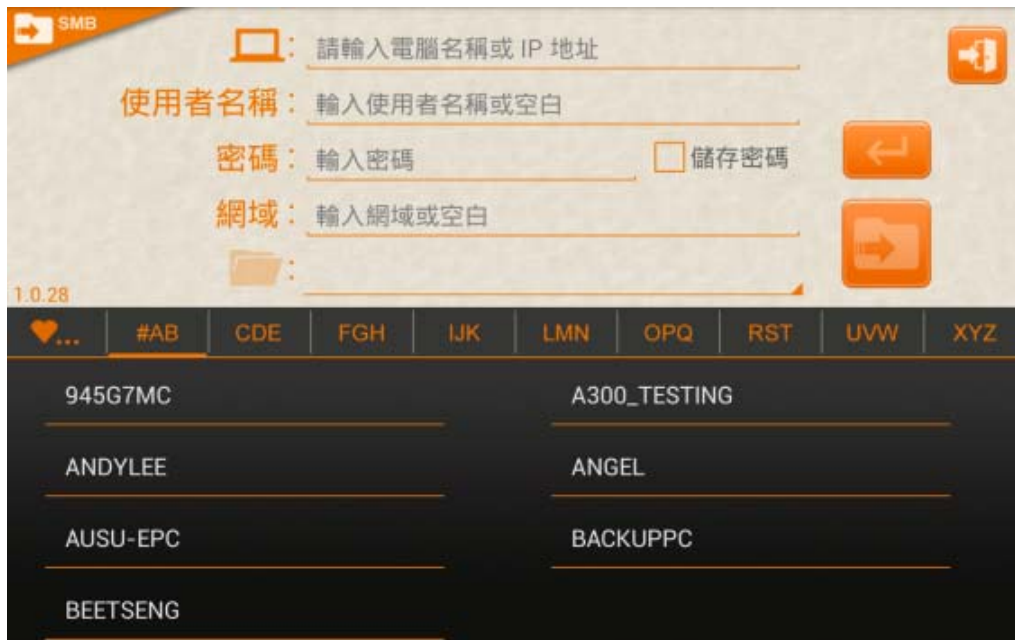 SMB
: 請輸入電腦名稱或 IP 地址
使用者名稱 : 輸入使用者名稱或空白
密碼 : 輸入密碼 儲存密碼
網域 : 輸入網域或空白
:
1.0.28
... #AB CDE FGH IJK LMN OPQ RST UVW XYZ
945G7MC A300_TESTING
ANDYLEE ANGEL
AUSU-EPC BACKUPPC
BEETSENG